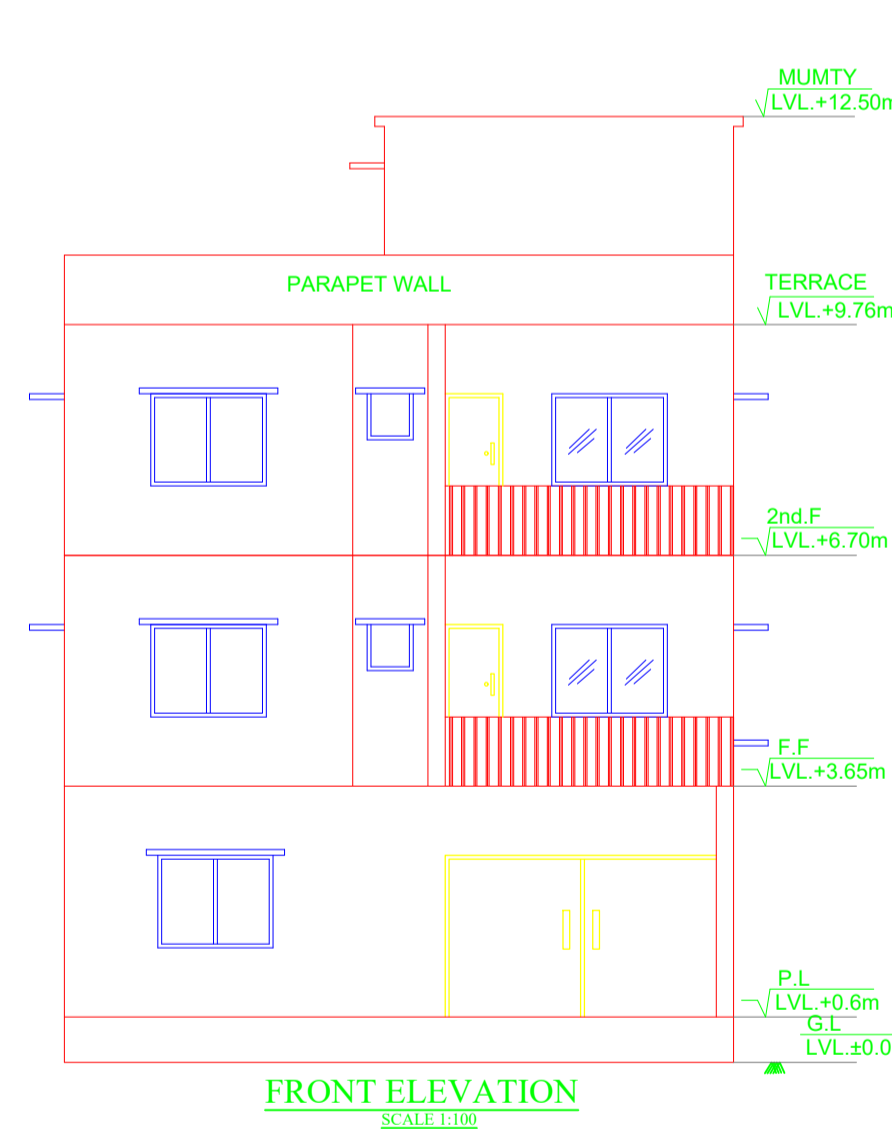 MUMTY
LVL.+12.50m
PARAPET WALL
TERRACE
LVL.+9.76m
2nd.F
LVL.+6.70m
F.F
LVL.+3.65m
P.L
LVL.+0.6m
G.L
LVL.±0.0
FRONT ELEVATION
SCALE 1:100